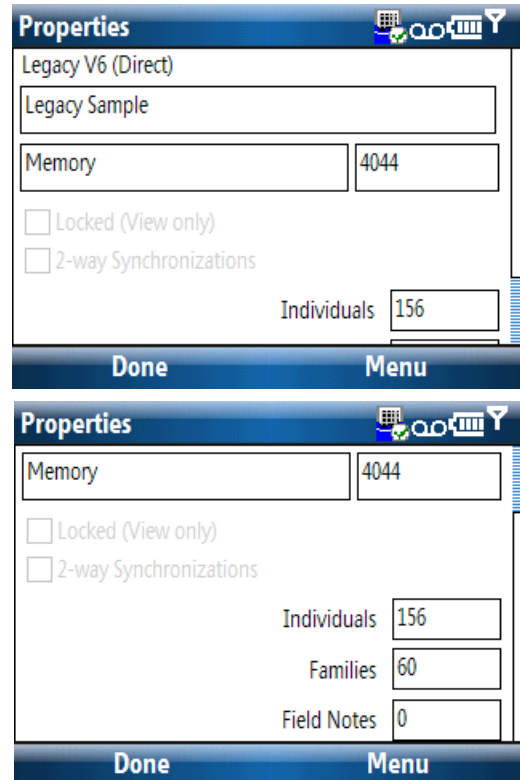 Properties
Legacy V6 (Direct)
Legacy Sample
Memory 4044
Locked (View only)
2-way Synchronizations
Individuals 156
Done Menu
Properties
Memory 4044
Locked (View only)
2-way Synchronizations
Individuals 156
Families 60
Field Notes 0
Done Menu